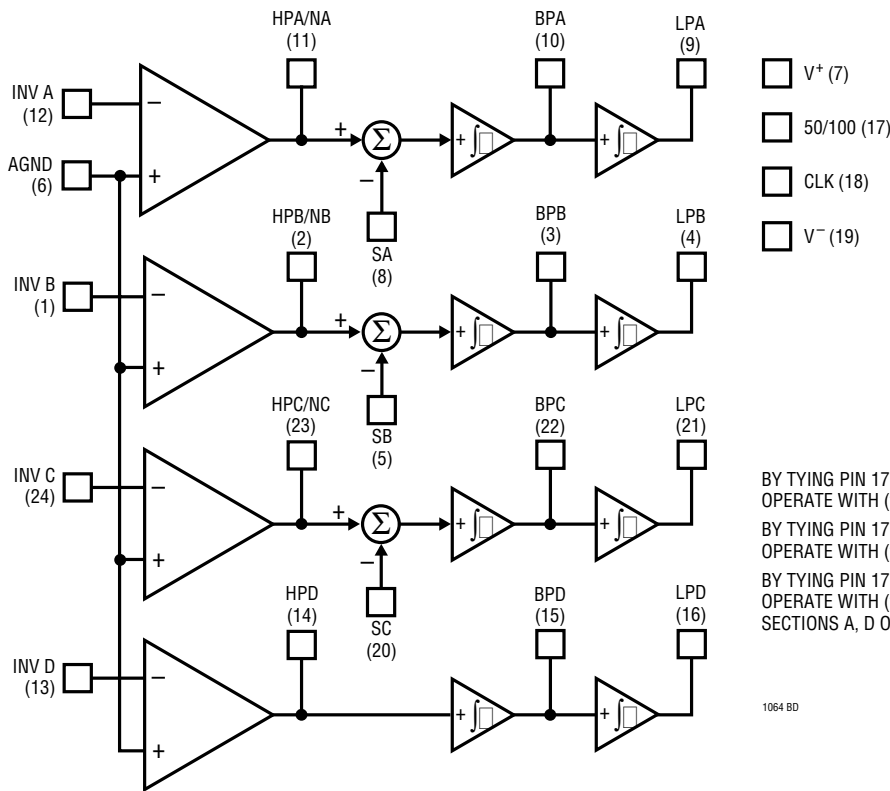 HPA/NA
(11)
BPA
(10)
LPA
(9)
V+ (7)
INV A
(12)
−
+
Σ
+ ∫
+ ∫
50/100 (17)
AGND
(6)
+
−
CLK (18)
HPB/NB
(2)
SA
(8)
BPB
(3)
LPB
(4)
V− (19)
INV B
(1)
−
+
Σ
+ ∫
+ ∫
+
−
HPC/NC
(23)
SB
(5)
BPC
(22)
LPC
(21)
INV C
(24)
−
+
Σ
+ ∫
+ ∫
+
−
BY TYING PIN 17
OPERATE WITH (
BY TYING PIN 17
OPERATE WITH (
BY TYING PIN 17
OPERATE WITH (
SECTIONS A, D O
HPD
(14)
SC
(20)
BPD
(15)
LPD
(16)
INV D
(13)
−
+ ∫
+ ∫
+
1064 BD